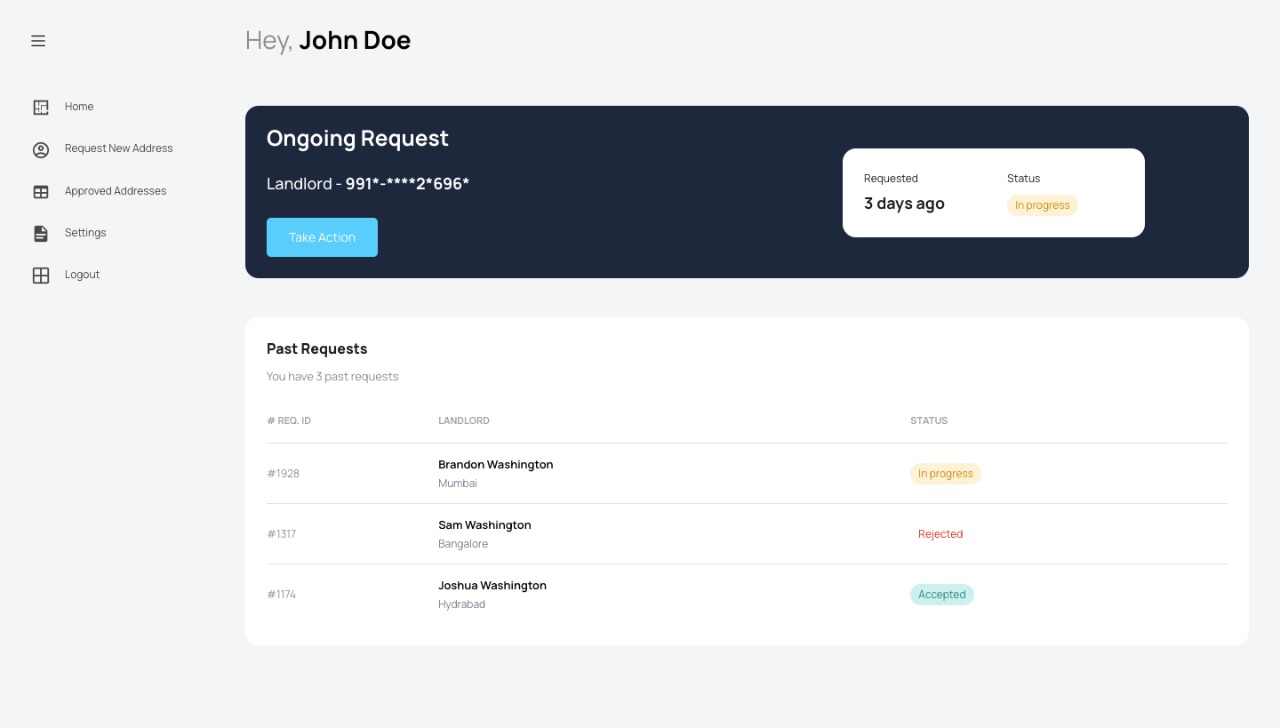 Hey, John Doe
Home
Request New Address
Approved Addresses
Settings
Logout
Ongoing Request
Landlord - 991*-****2*696*
Take Action
Requested
3 days ago
Status
In progress
Past Requests
You have 3 past requests
# REQ. ID LANDLORD STATUS
#1928 Brandon Washington In progress
Mumbai
#1317 Sam Washington Rejected
Bangalore
#1174 Joshua Washington Accepted
Hydrabad